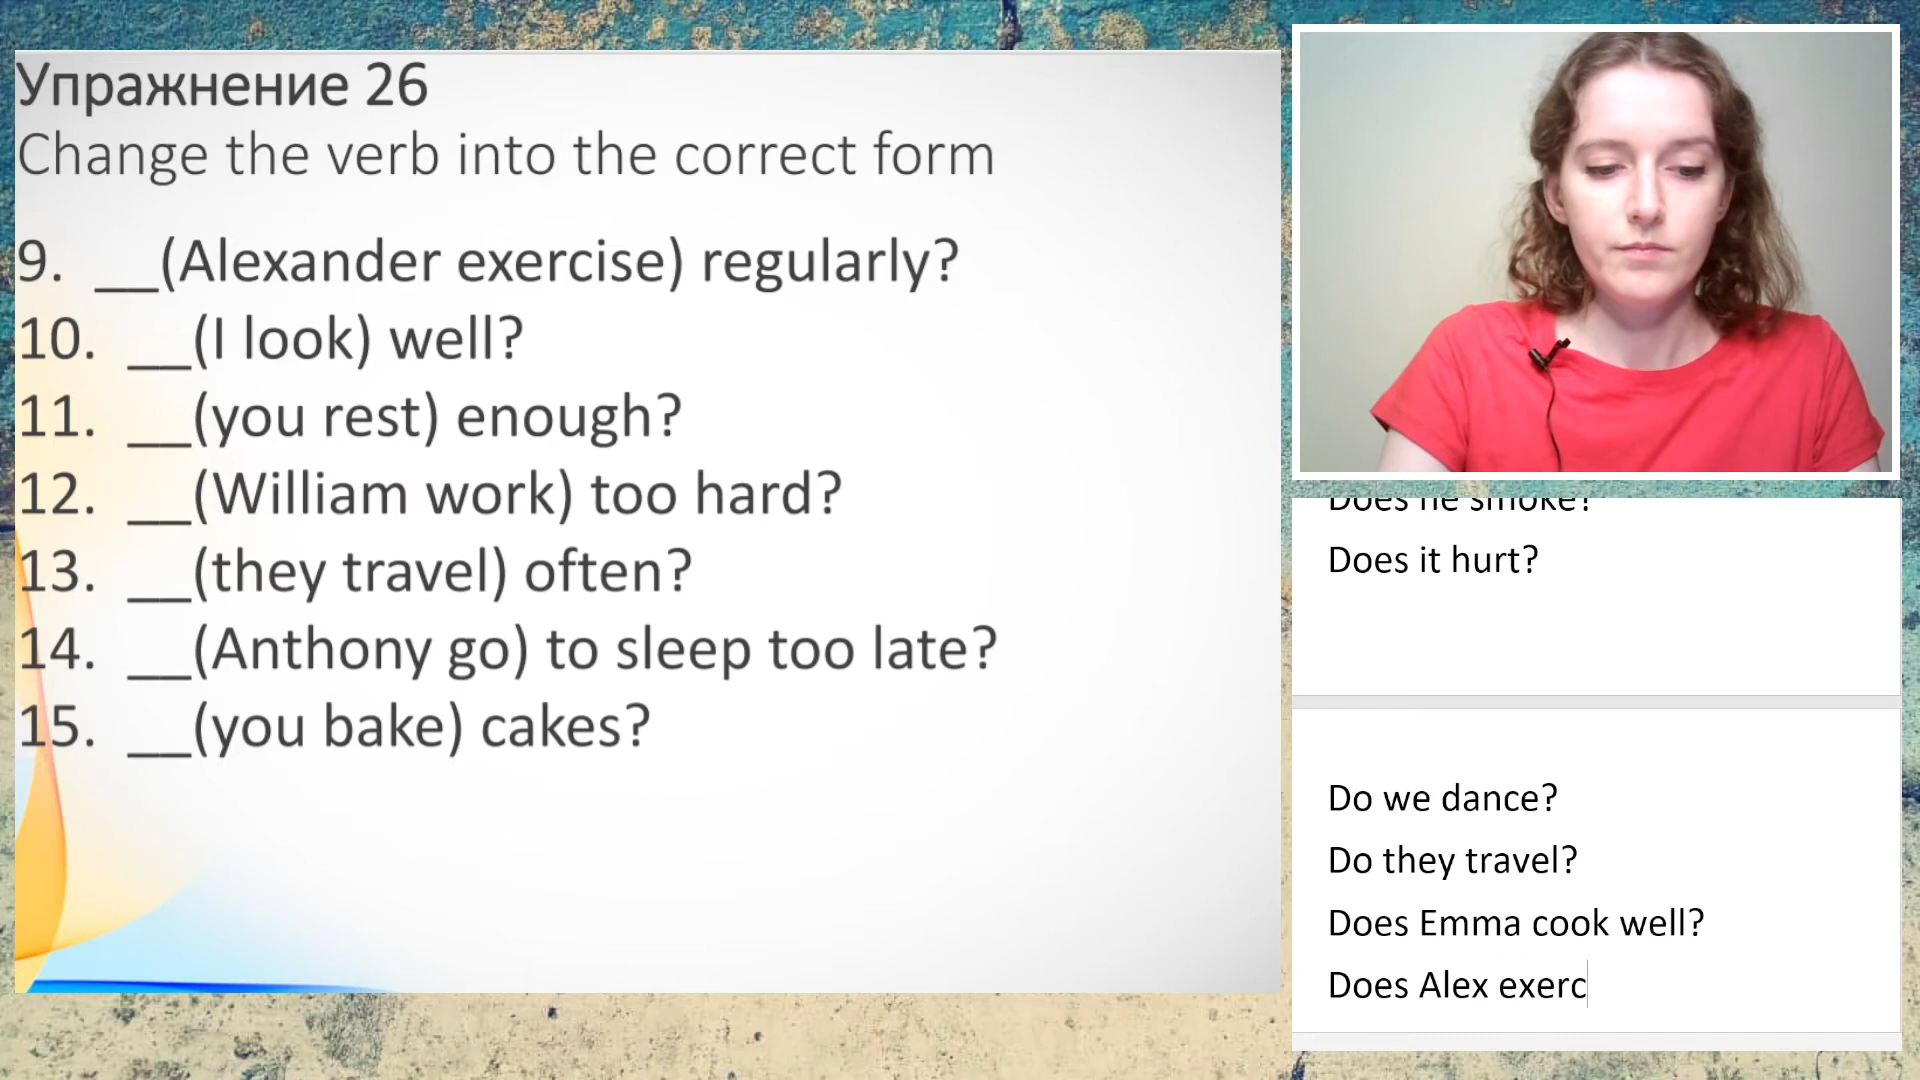 Упражнение 26
Change the verb into the correct form
9. __(Alexander exercise) regularly?
10. __(I look) well?
11. __(you rest) enough?
12. __(William work) too hard?
13. __(they travel) often?
14. __(Anthony go) to sleep too late?
15. __(you bake) cakes?
Does he smoke?
Does it hurt?
Do we dance?
Do they travel?
Does Emma cook well?
Does Alex exerc